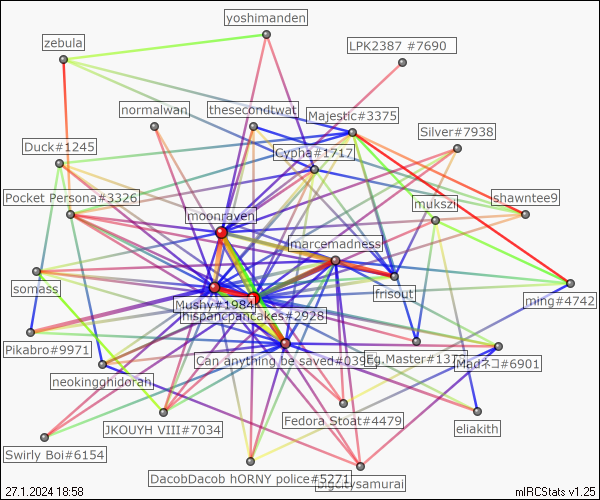 yoshimanden
zebula
LPK2387 #7690
normalwan
thesecondtwat
Majestic#3375
Silver#7938
Duck#1245
Cypha#1717
Pocket Persona#3326
shawntee9
mukszi
moonraven
marcemadness
somass
frisout
ming#4742
Mushy#1984
hispancpancakes#2928
Pikabro#9971
Can anything be saved#039
Eg.Master#137
Madネコ#6901
neokingghidorah
Fedora Stoat#4479
JKOUYH VIII#7034
eliakith
Swirly Boi#6154
DacobDacob hORNY police#5271
bigcitysamurai
27.1.2024 18:58
mIRCStats v1.25